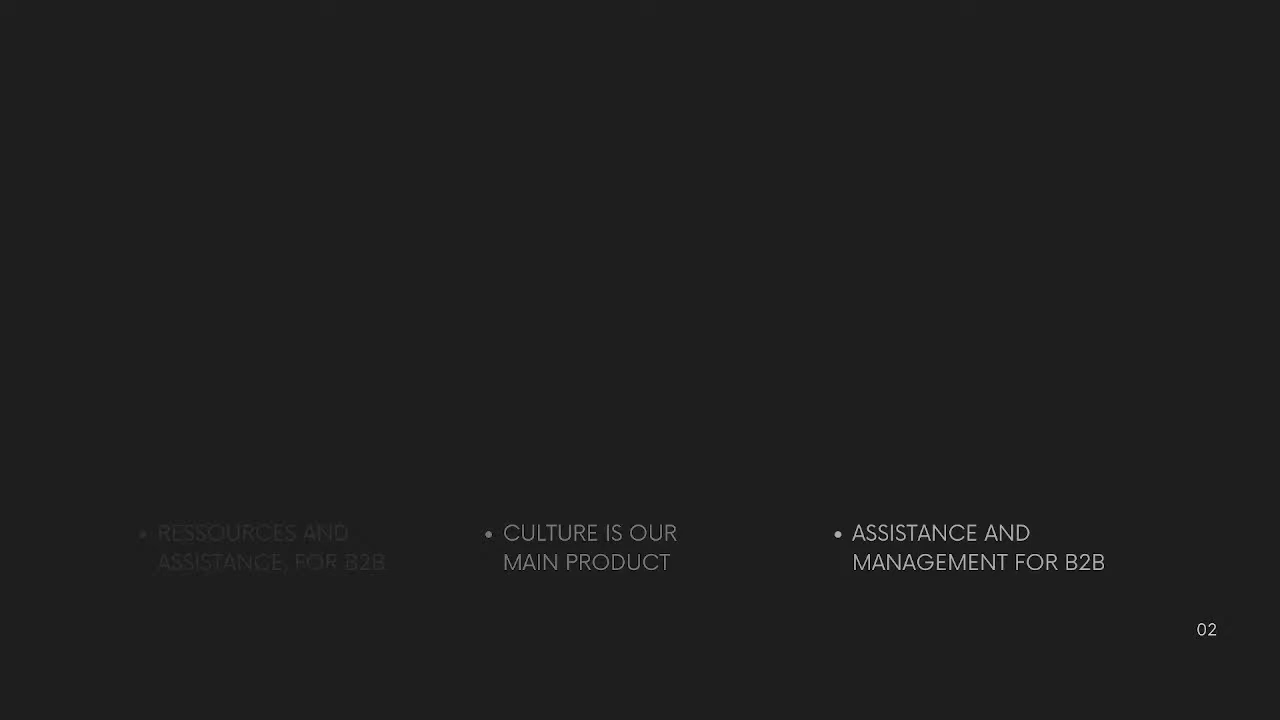 • RESSOURCES AND
ASSISTANCE, FOR B2B
• CULTURE IS OUR
MAIN PRODUCT
• ASSISTANCE AND
MANAGEMENT FOR B2B
02